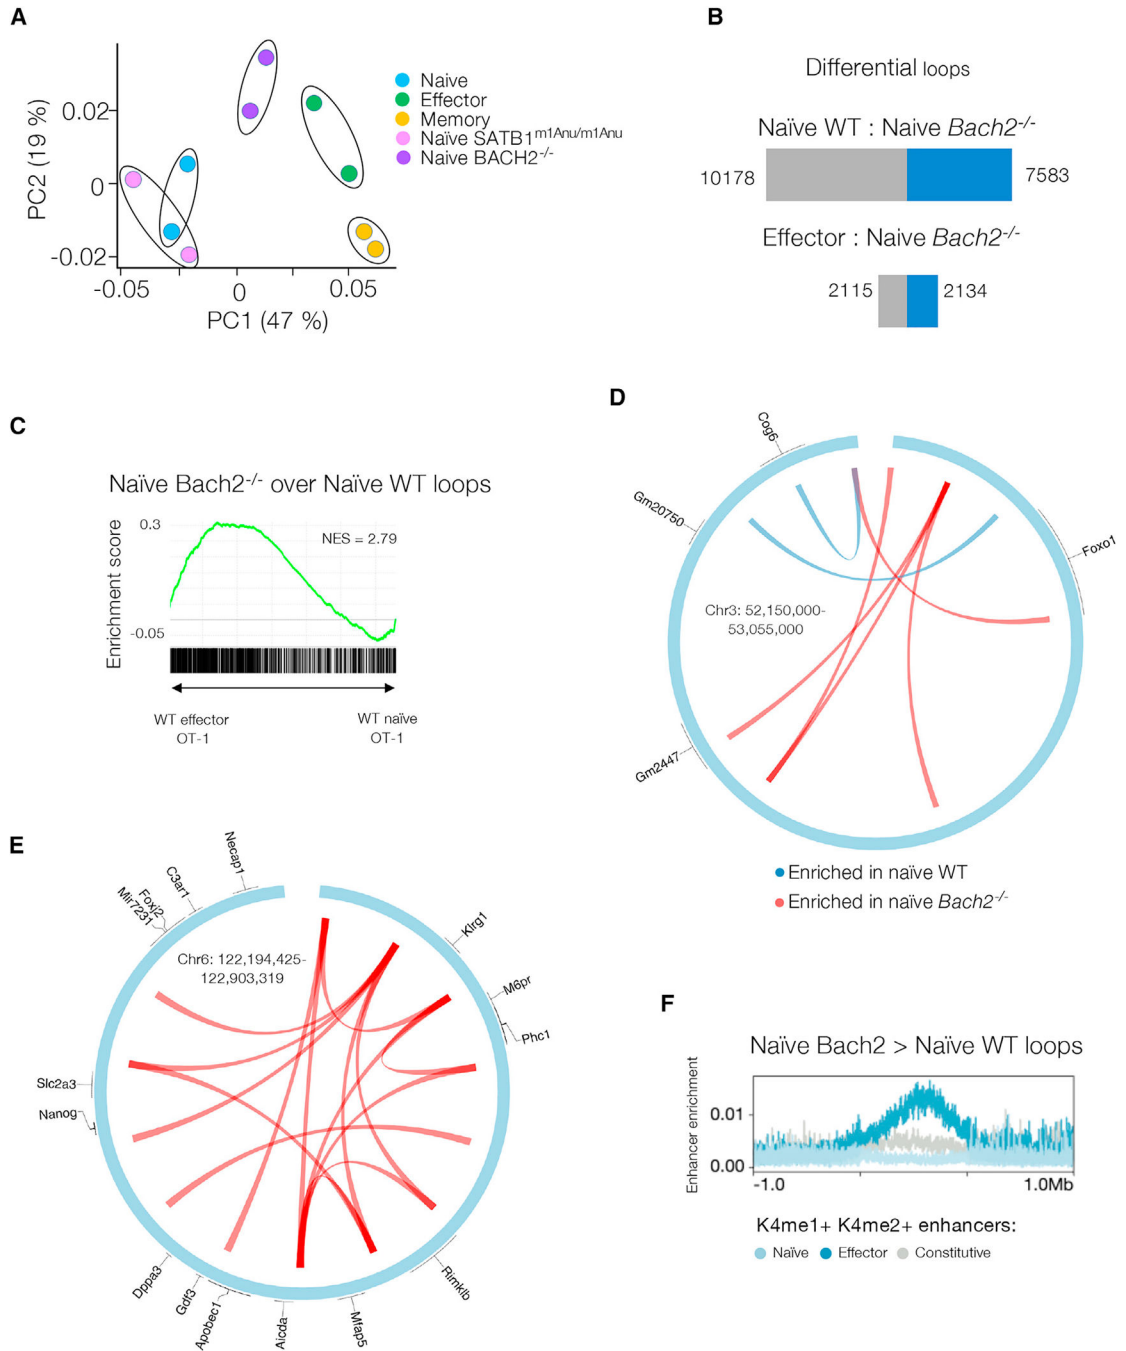 A
PC2 (19 %)
0.02
0
-0.02
-0.05
0
0.05
PC1 (47 %)
Naive
Effector
Memory
Naïve SATB1m1Anu/m1Anu
Naive BACH2-/-
B
Differential loops
Naïve WT : Naive Bach2-/-
10178
7583
Effector : Naive Bach2-/-
2115
2134
C
Naïve Bach2-/- over Naïve WT loops
Enrichment score
0.3
-0.05
NES = 2.79
WT effector
OT-1
WT naïve
OT-1
D
Cog6
Gm20750
Foxo1
Gm2447
Chr3: 52,150,000-
53,055,000
Enriched in naïve WT
Enriched in naïve Bach2-/-
E
Necap1
C3ar1
Foxj2
Mir7231
Klrg1
M6pr
Phc1
Chr6: 122,194,425-
122,903,319
Slc2a3
Nanog
Dppa3
Gdf3
Apobec1
Aicda
Mfap5
Rimklb
F
Naïve Bach2 > Naïve WT loops
Enhancer enrichment
0.01
0.00
-1.0
1.0Mb
K4me1+ K4me2+ enhancers:
Naïve
Effector
Constitutive